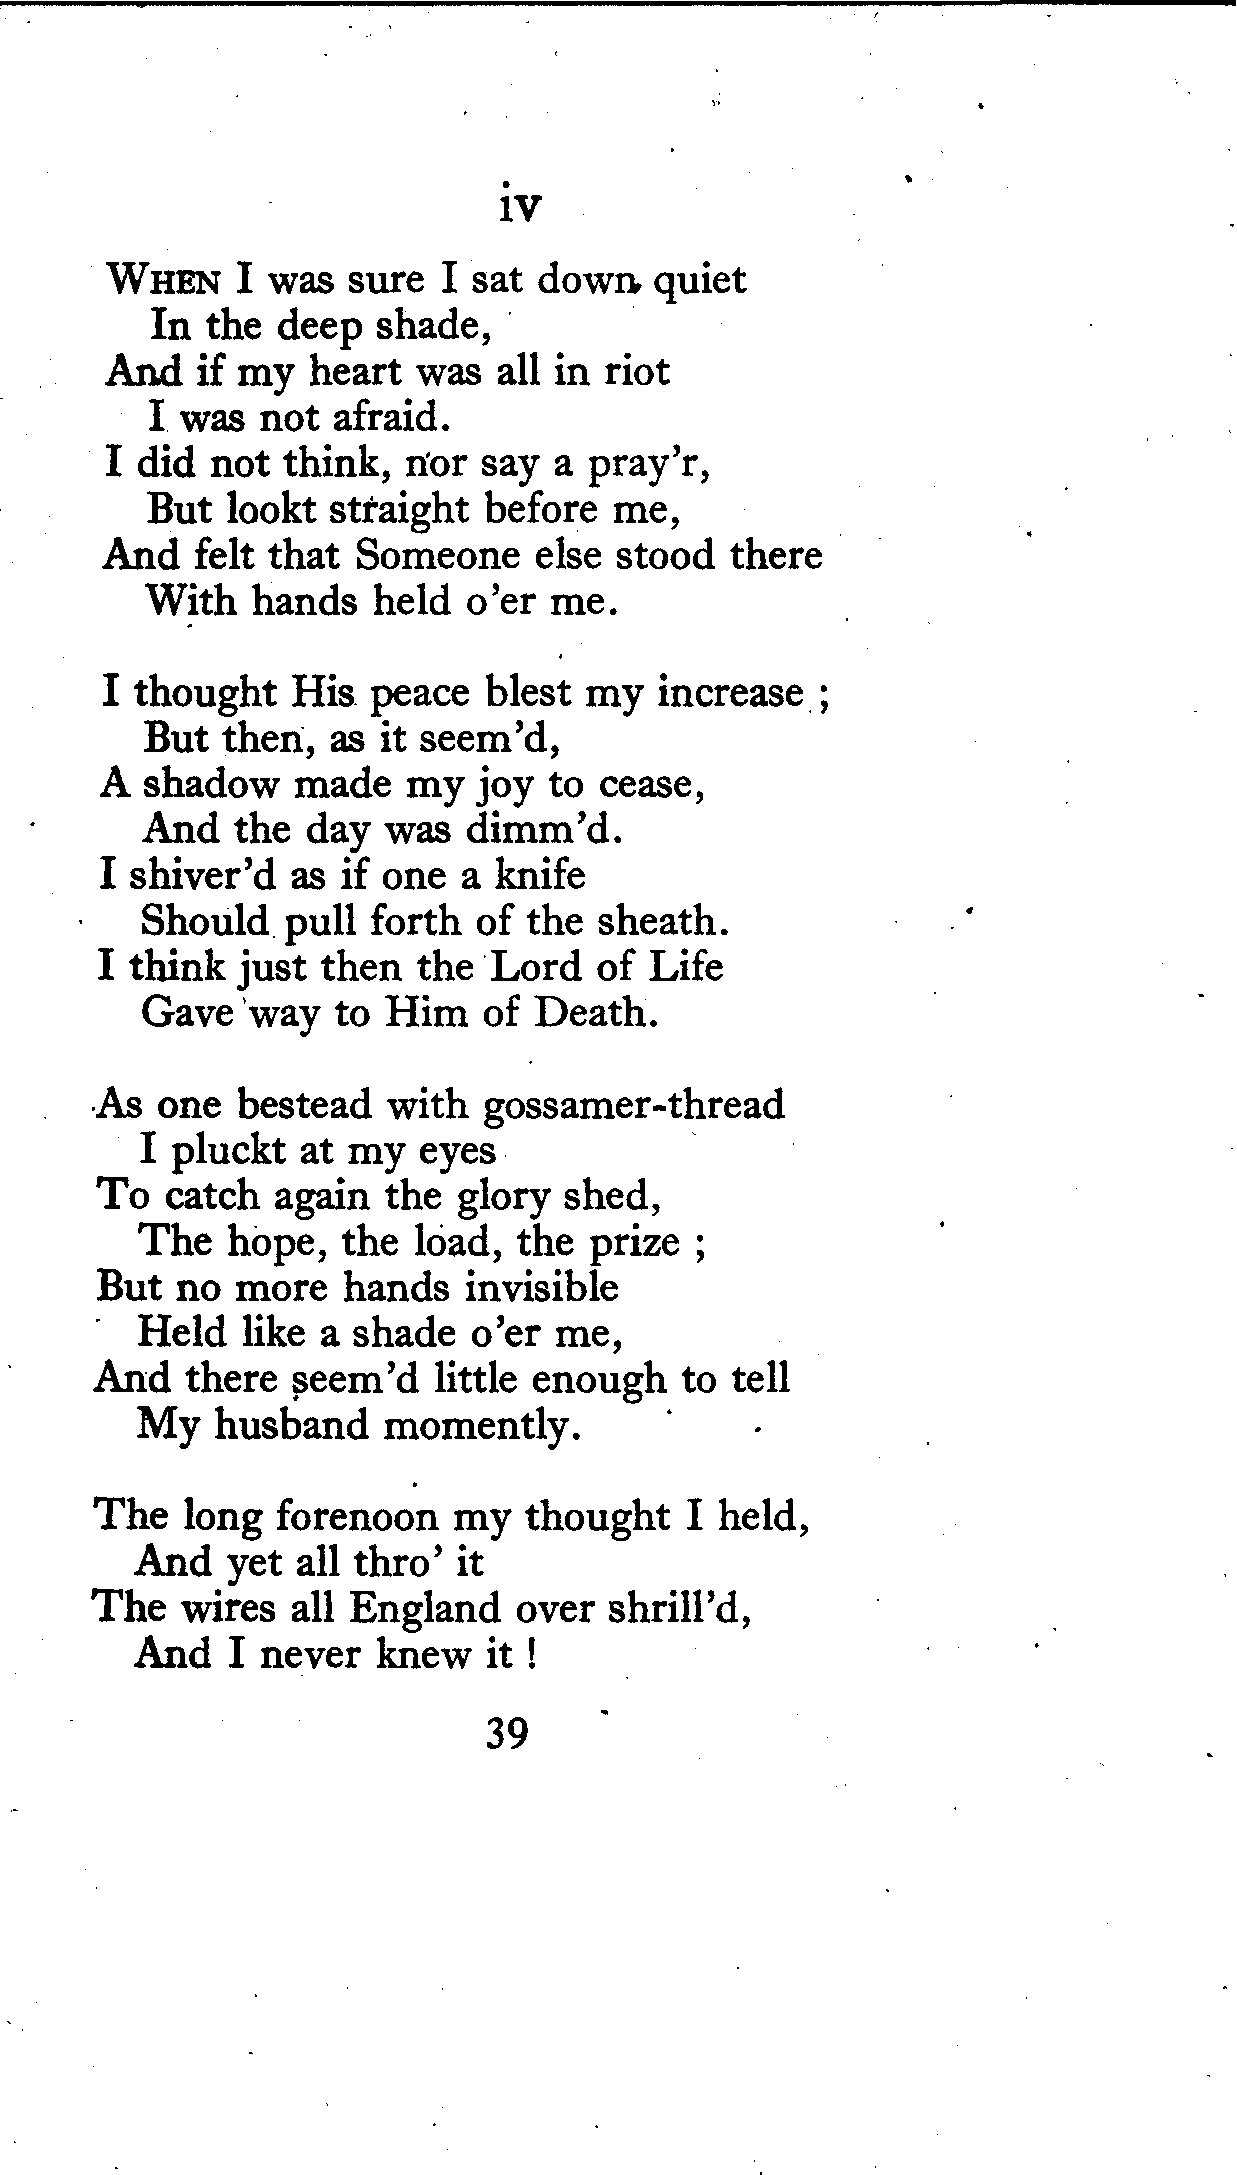 iv
When I was sure I sat down quiet
In the deep shade,
And if my heart was all in riot
I was not afraid.
I did not think, nor say a pray'r,
But lookt straight before me,
And felt that Someone else stood there
With hands held o'er me.
I thought His peace blest my increase ;
But then, as it seem'd,
A shadow made my joy to cease,
And the day was dimm'd.
I shiver'd as if one a knife
Should pull forth of the sheath.
I think just then the Lord of Life
Gave way to Him of Death.
As one bestead with gossamer-thread
I pluckt at my eyes
To catch again the glory shed,
The hope, the load, the prize ;
But no more hands invisible
Held like a shade o'er me,
And there seem'd little enough to tell
My husband momently.
The long forenoon my thought I held,
And yet all thro' it
The wires all England over shrill'd,
And I never knew it !
39